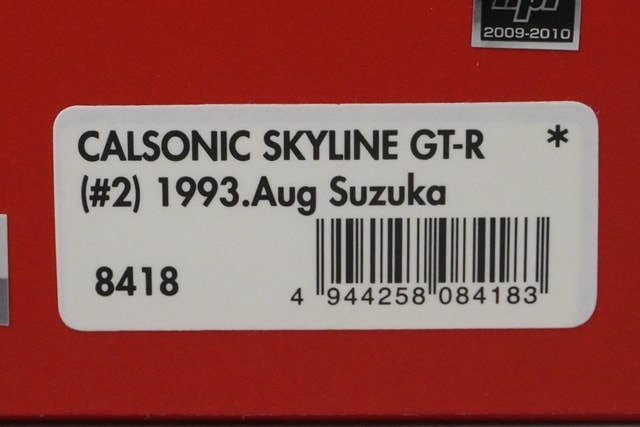 2009-2010
CALSONIC SKYLINE GT-R *
(#2) 1993.Aug Suzuka
8418
4 944258 084183